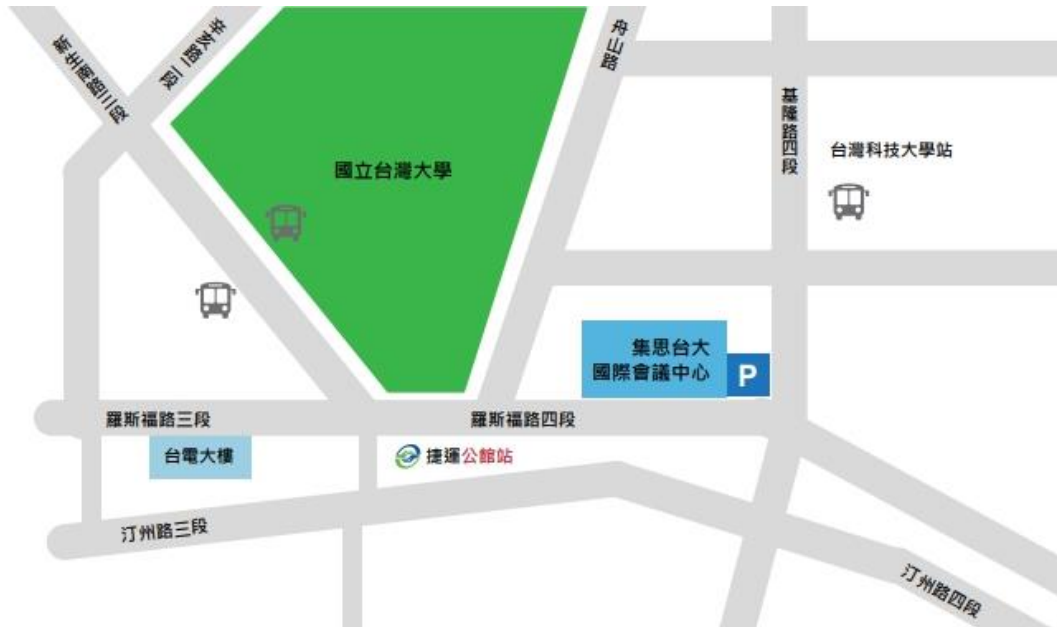 新生南路三段
辛亥路一段
舟山路
基隆路四段
國立台灣大學
台灣科技大學站
集思台大
國際會議中心
P
羅斯福路三段
羅斯福路四段
台電大樓
捷運公館站
汀州路三段
汀州路四段